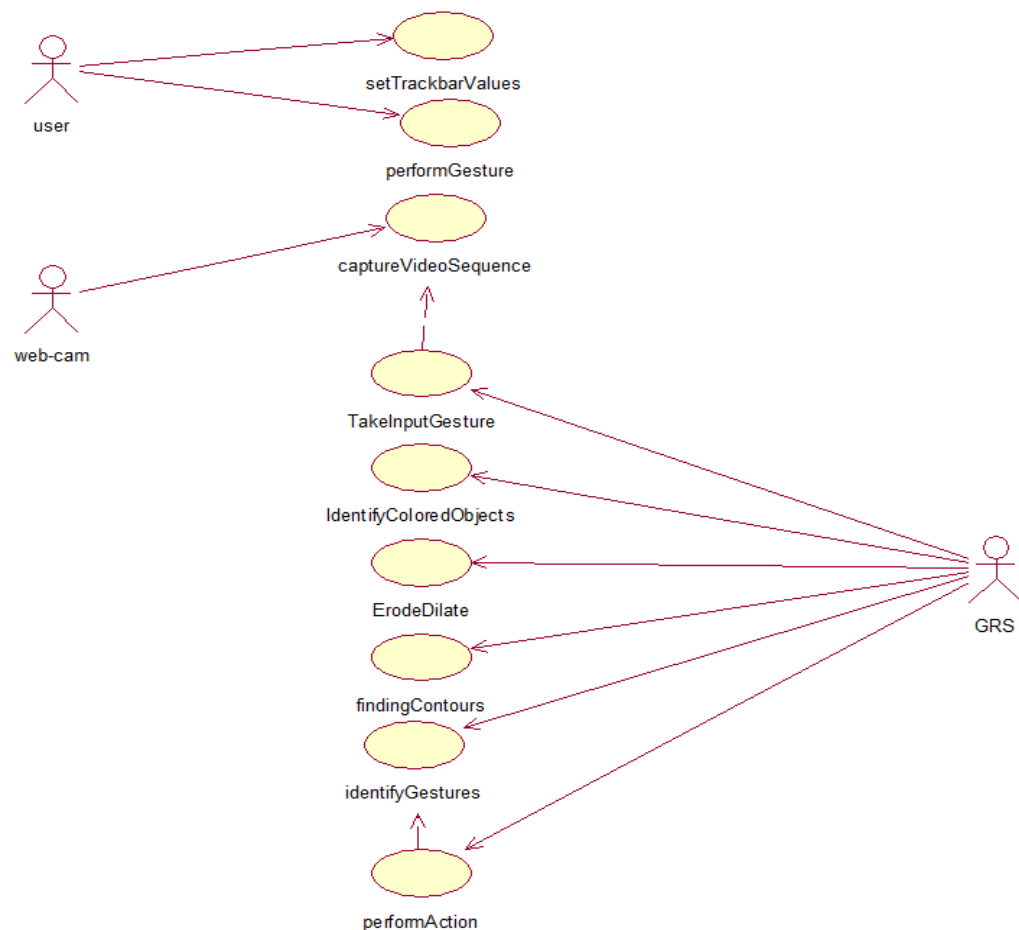 setTrackbarValues
user
performGesture
captureVideoSequence
web-cam
TakeInputGesture
IdentifyColoredObjects
ErodeDilate
GRS
findingContours
identifyGestures
performAction